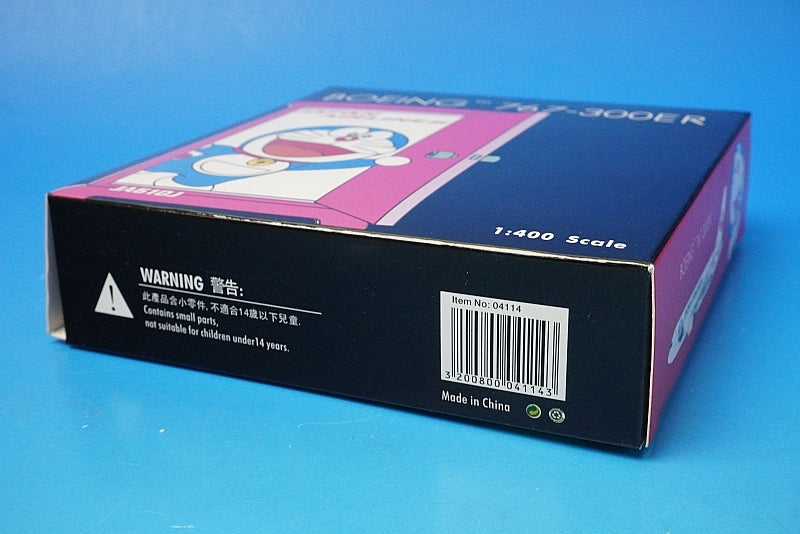 BOEING™ 767-300ER
JA610J
1:400 Scale
WARNING 警告:
此產品含小零件, 不適合14歲以下兒童.
Contains small parts,
not suitable for children under14 years.
Item No: 04114
3 200800 041143
Made in China